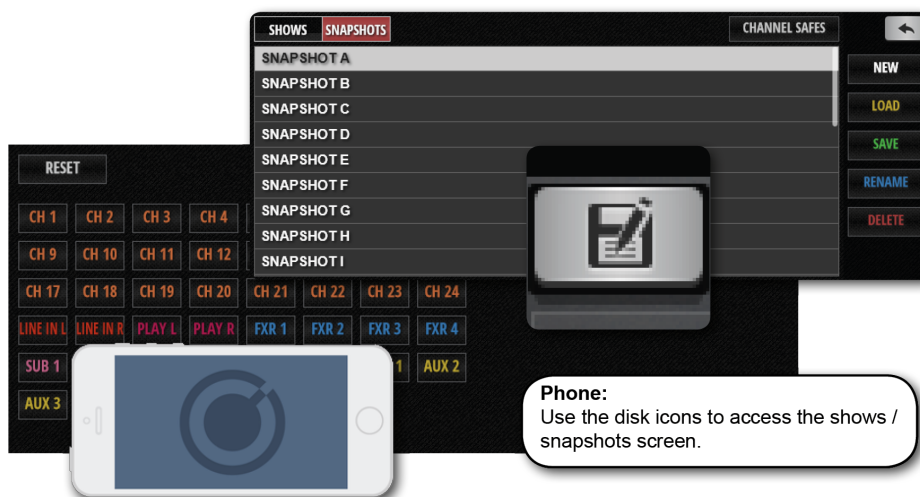 SHOWS SNAPSHOTS CHANNEL SAFES
SNAPSHOT A
SNAPSHOT B
SNAPSHOT C
SNAPSHOT D
SNAPSHOT E
SNAPSHOT F
SNAPSHOT G
SNAPSHOT H
SNAPSHOT I
NEW
LOAD
SAVE
RENAME
DELETE
RESET
CH 1 CH 2 CH 3 CH 4
CH 9 CH 10 CH 11 CH 12
CH 17 CH 18 CH 19 CH 20 CH 21 CH 22 CH 23 CH 24
LINE IN L LINE IN R PLAY L PLAY R FXR 1 FXR 2 FXR 3 FXR 4
SUB 1 1 AUX 2
AUX 3
Phone:
Use the disk icons to access the shows /
snapshots screen.